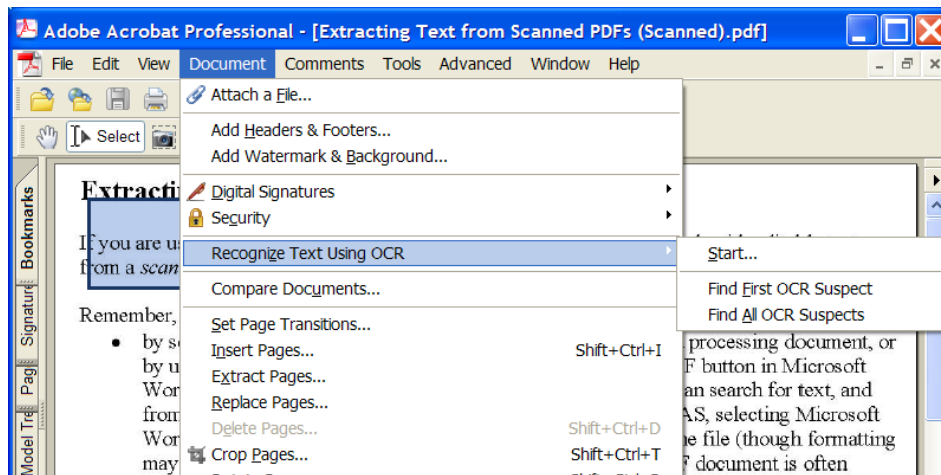 Adobe Acrobat Professional - [Extracting Text from Scanned PDFs (Scanned).pdf]
File Edit View Document Comments Tools Advanced Window Help
Attach a File...
Select
Add Headers & Footers...
Add Watermark & Background...
Digital Signatures
Security
Recognize Text Using OCR
Start...
Find First OCR Suspect
Find All OCR Suspects
Compare Documents...
Set Page Transitions...
Insert Pages... Shift+Ctrl+I
Extract Pages...
Replace Pages...
Delete Pages... Shift+Ctrl+D
Crop Pages... Shift+Ctrl+T
Bookmarks
Signature
Pag
Model Tre
Extracti
If you are u
from a scan
Remember,
• by s
by u
Wor
from
Wor
may
processing document, or
F button in Microsoft
an search for text, and
AS, selecting Microsoft
e file (though formatting
document is often